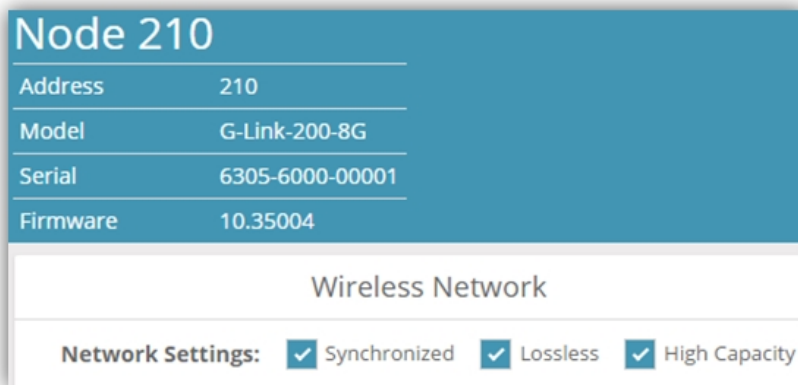 Node 210
Address 210
Model G-Link-200-8G
Serial 6305-6000-00001
Firmware 10.35004
Wireless Network
Network Settings: Synchronized Lossless High Capacity